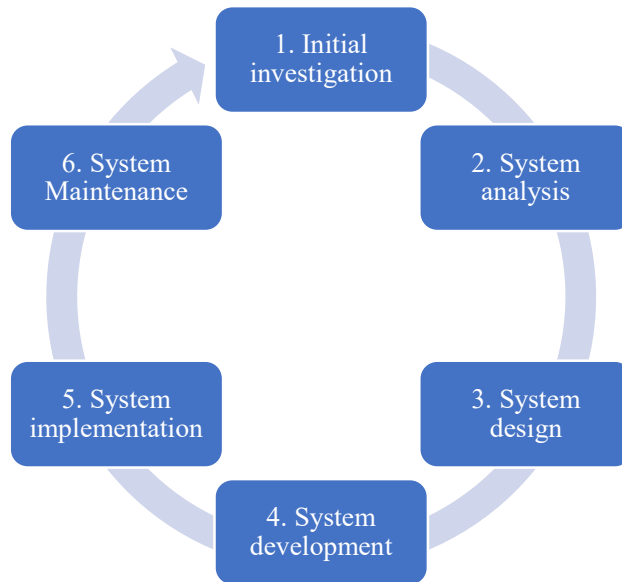 1. Initial
investigation
2. System
analysis
3. System
design
4. System
development
5. System
implementation
6. System
Maintenance